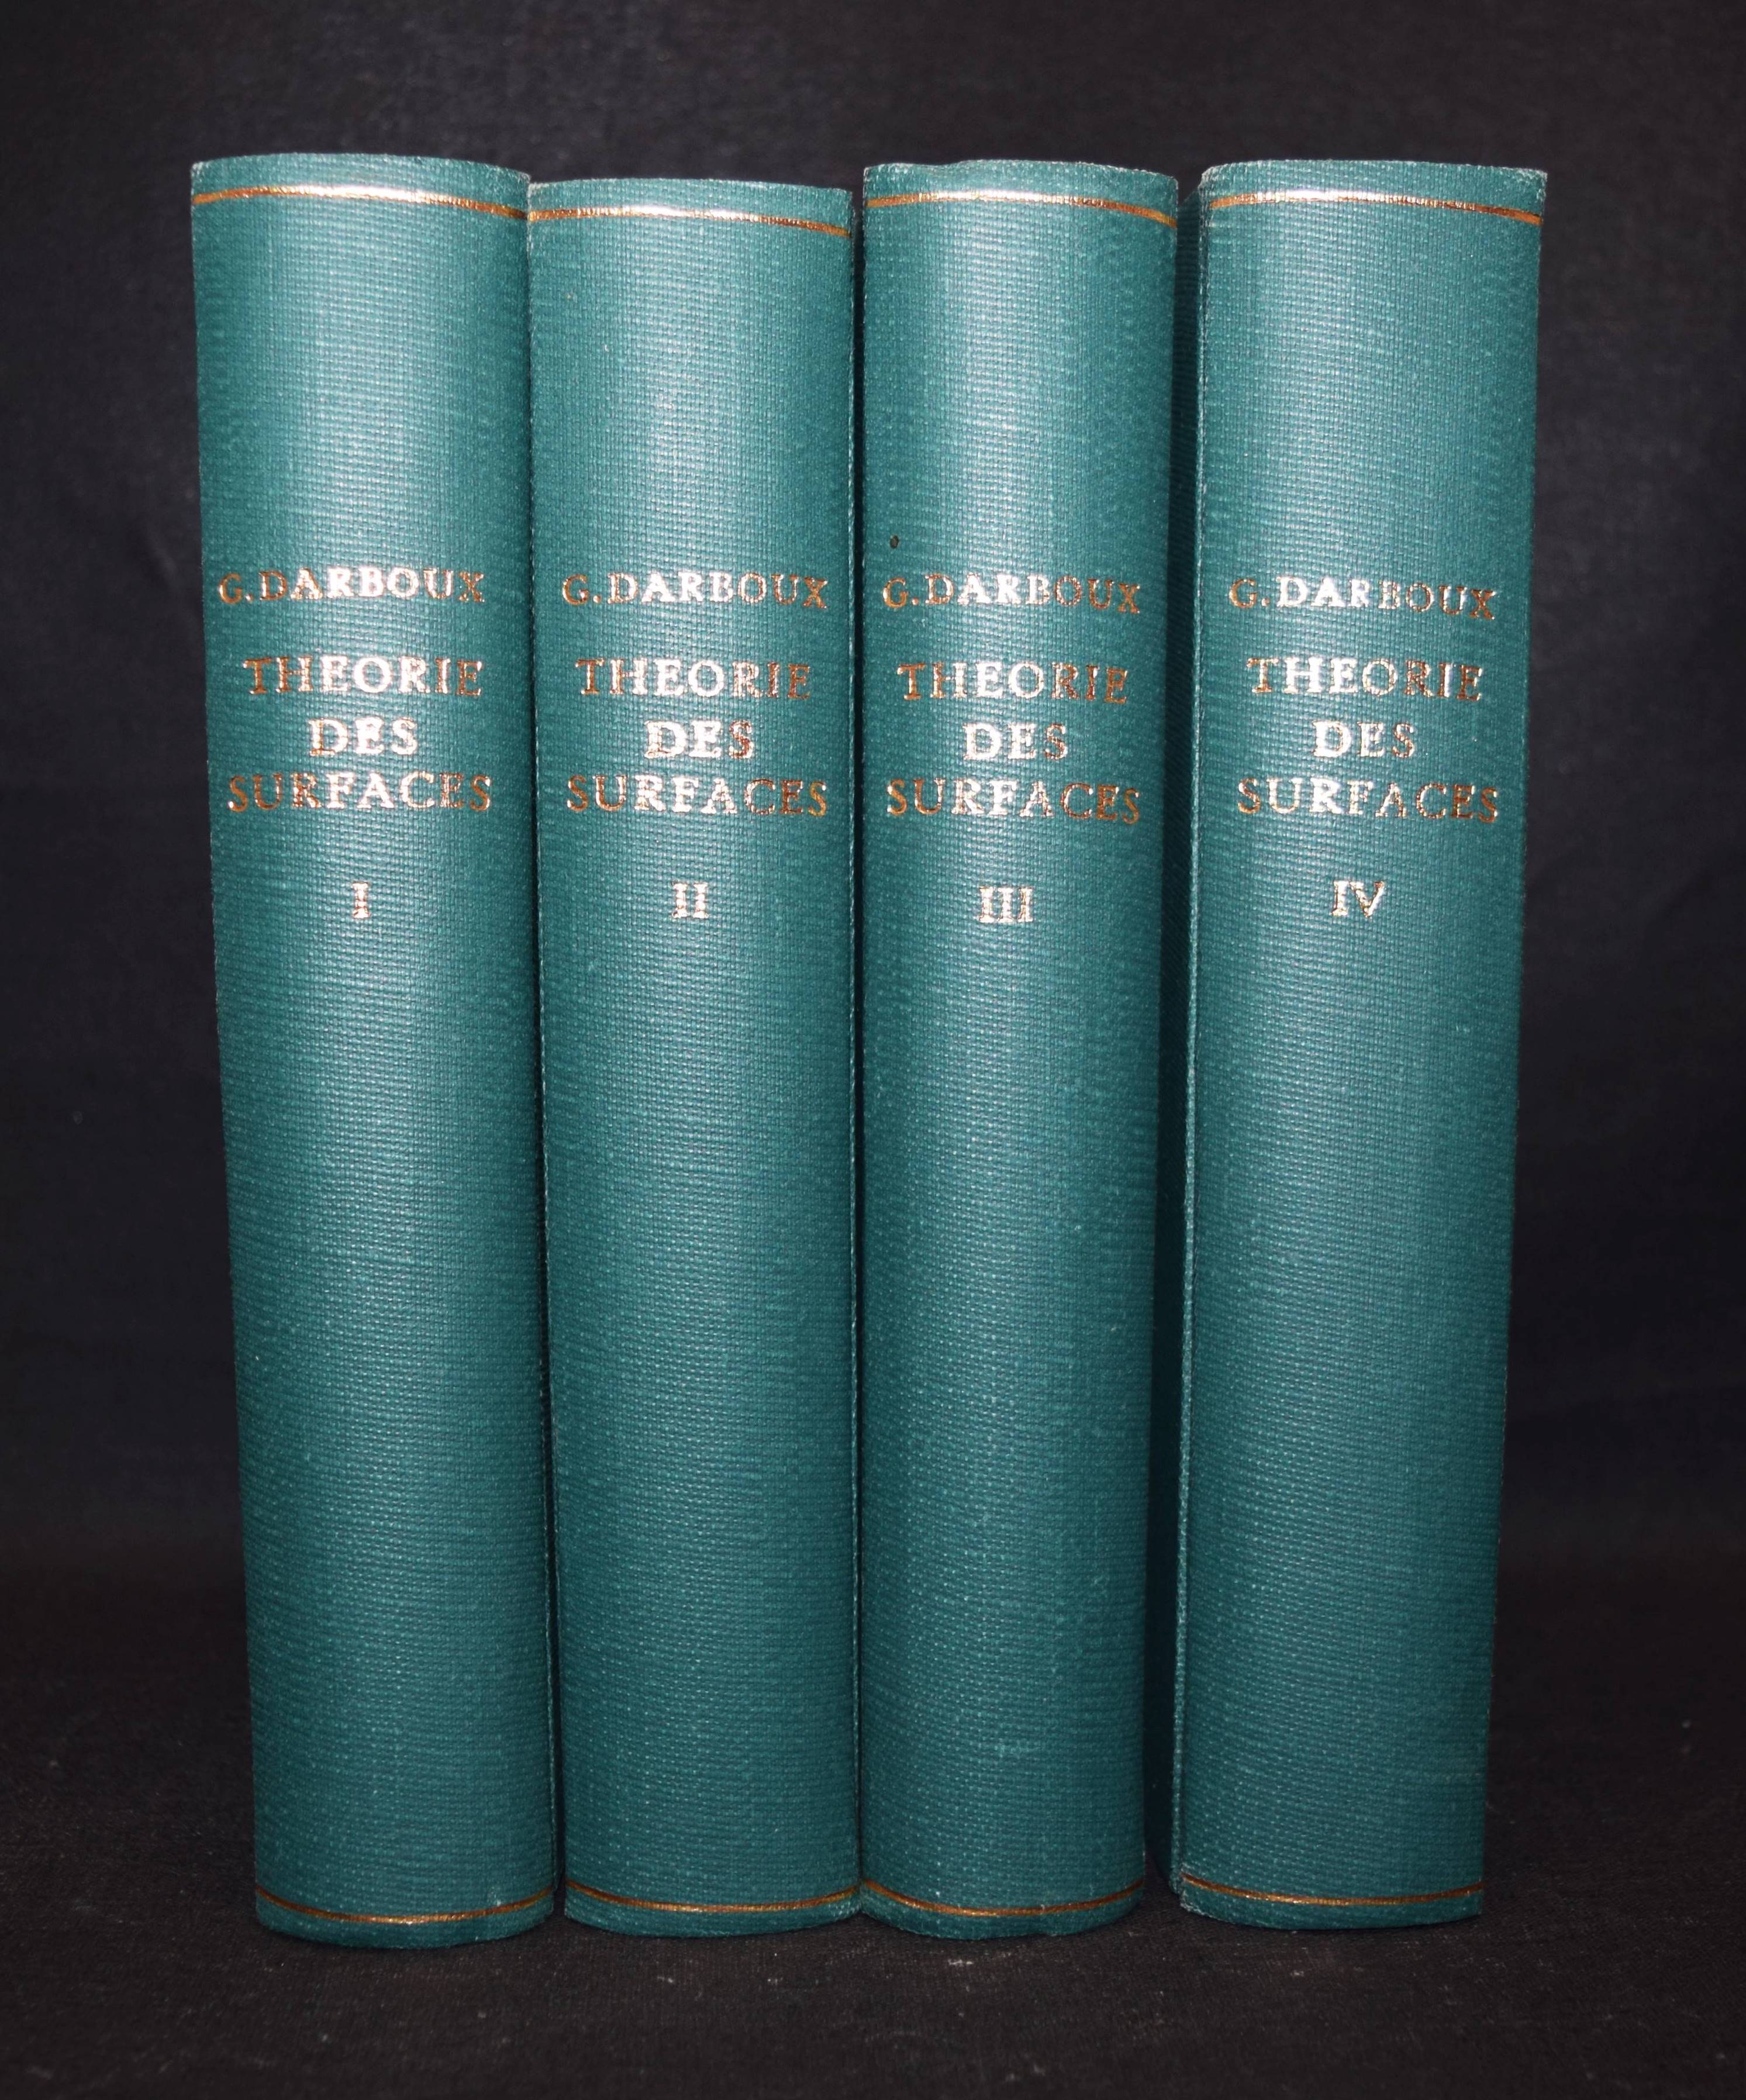 G. DARBOUX
THEORIE
DES
SURFACES
I
G. DARBOUX
THEORIE
DES
SURFACES
II
G. DARBOUX
THEORIE
DES
SURFACES
III
G. DARBOUX
THEORIE
DES
SURFACES
IV